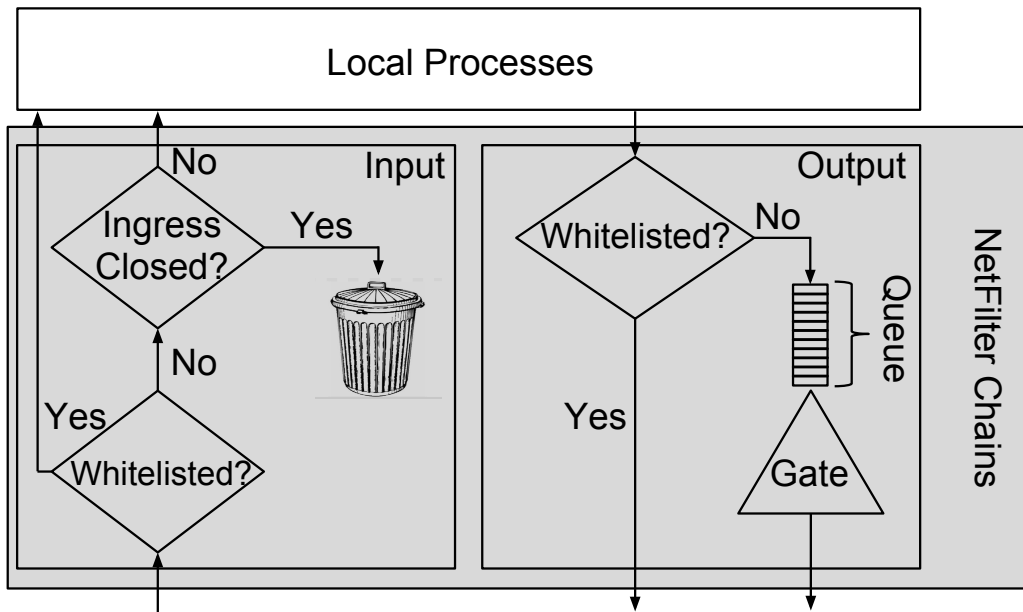 Local Processes
No
Input
Ingress
Closed?
Yes
No
Yes
Whitelisted?
Output
Whitelisted?
No
Queue
Yes
Gate
NetFilter Chains